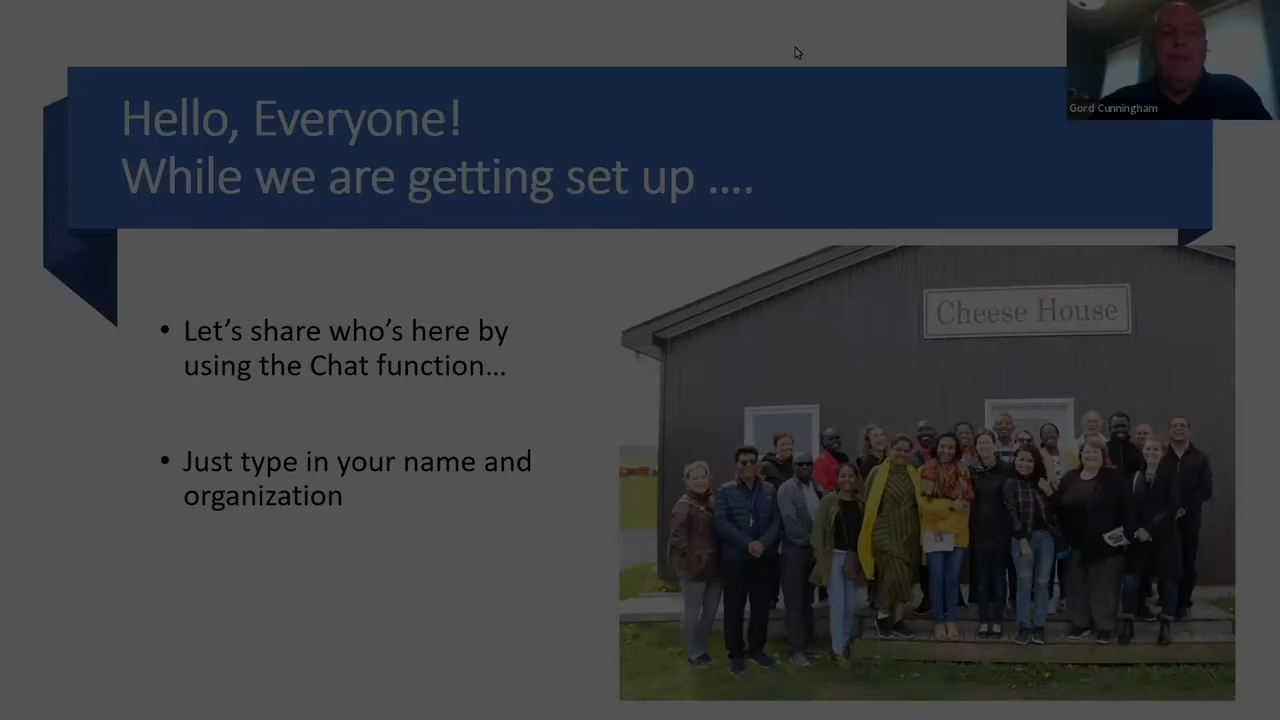 Hello, Everyone!
While we are getting set up ....
Gord Cunningham
• Let's share who's here by
using the Chat function...
• Just type in your name and
organization
Cheese House